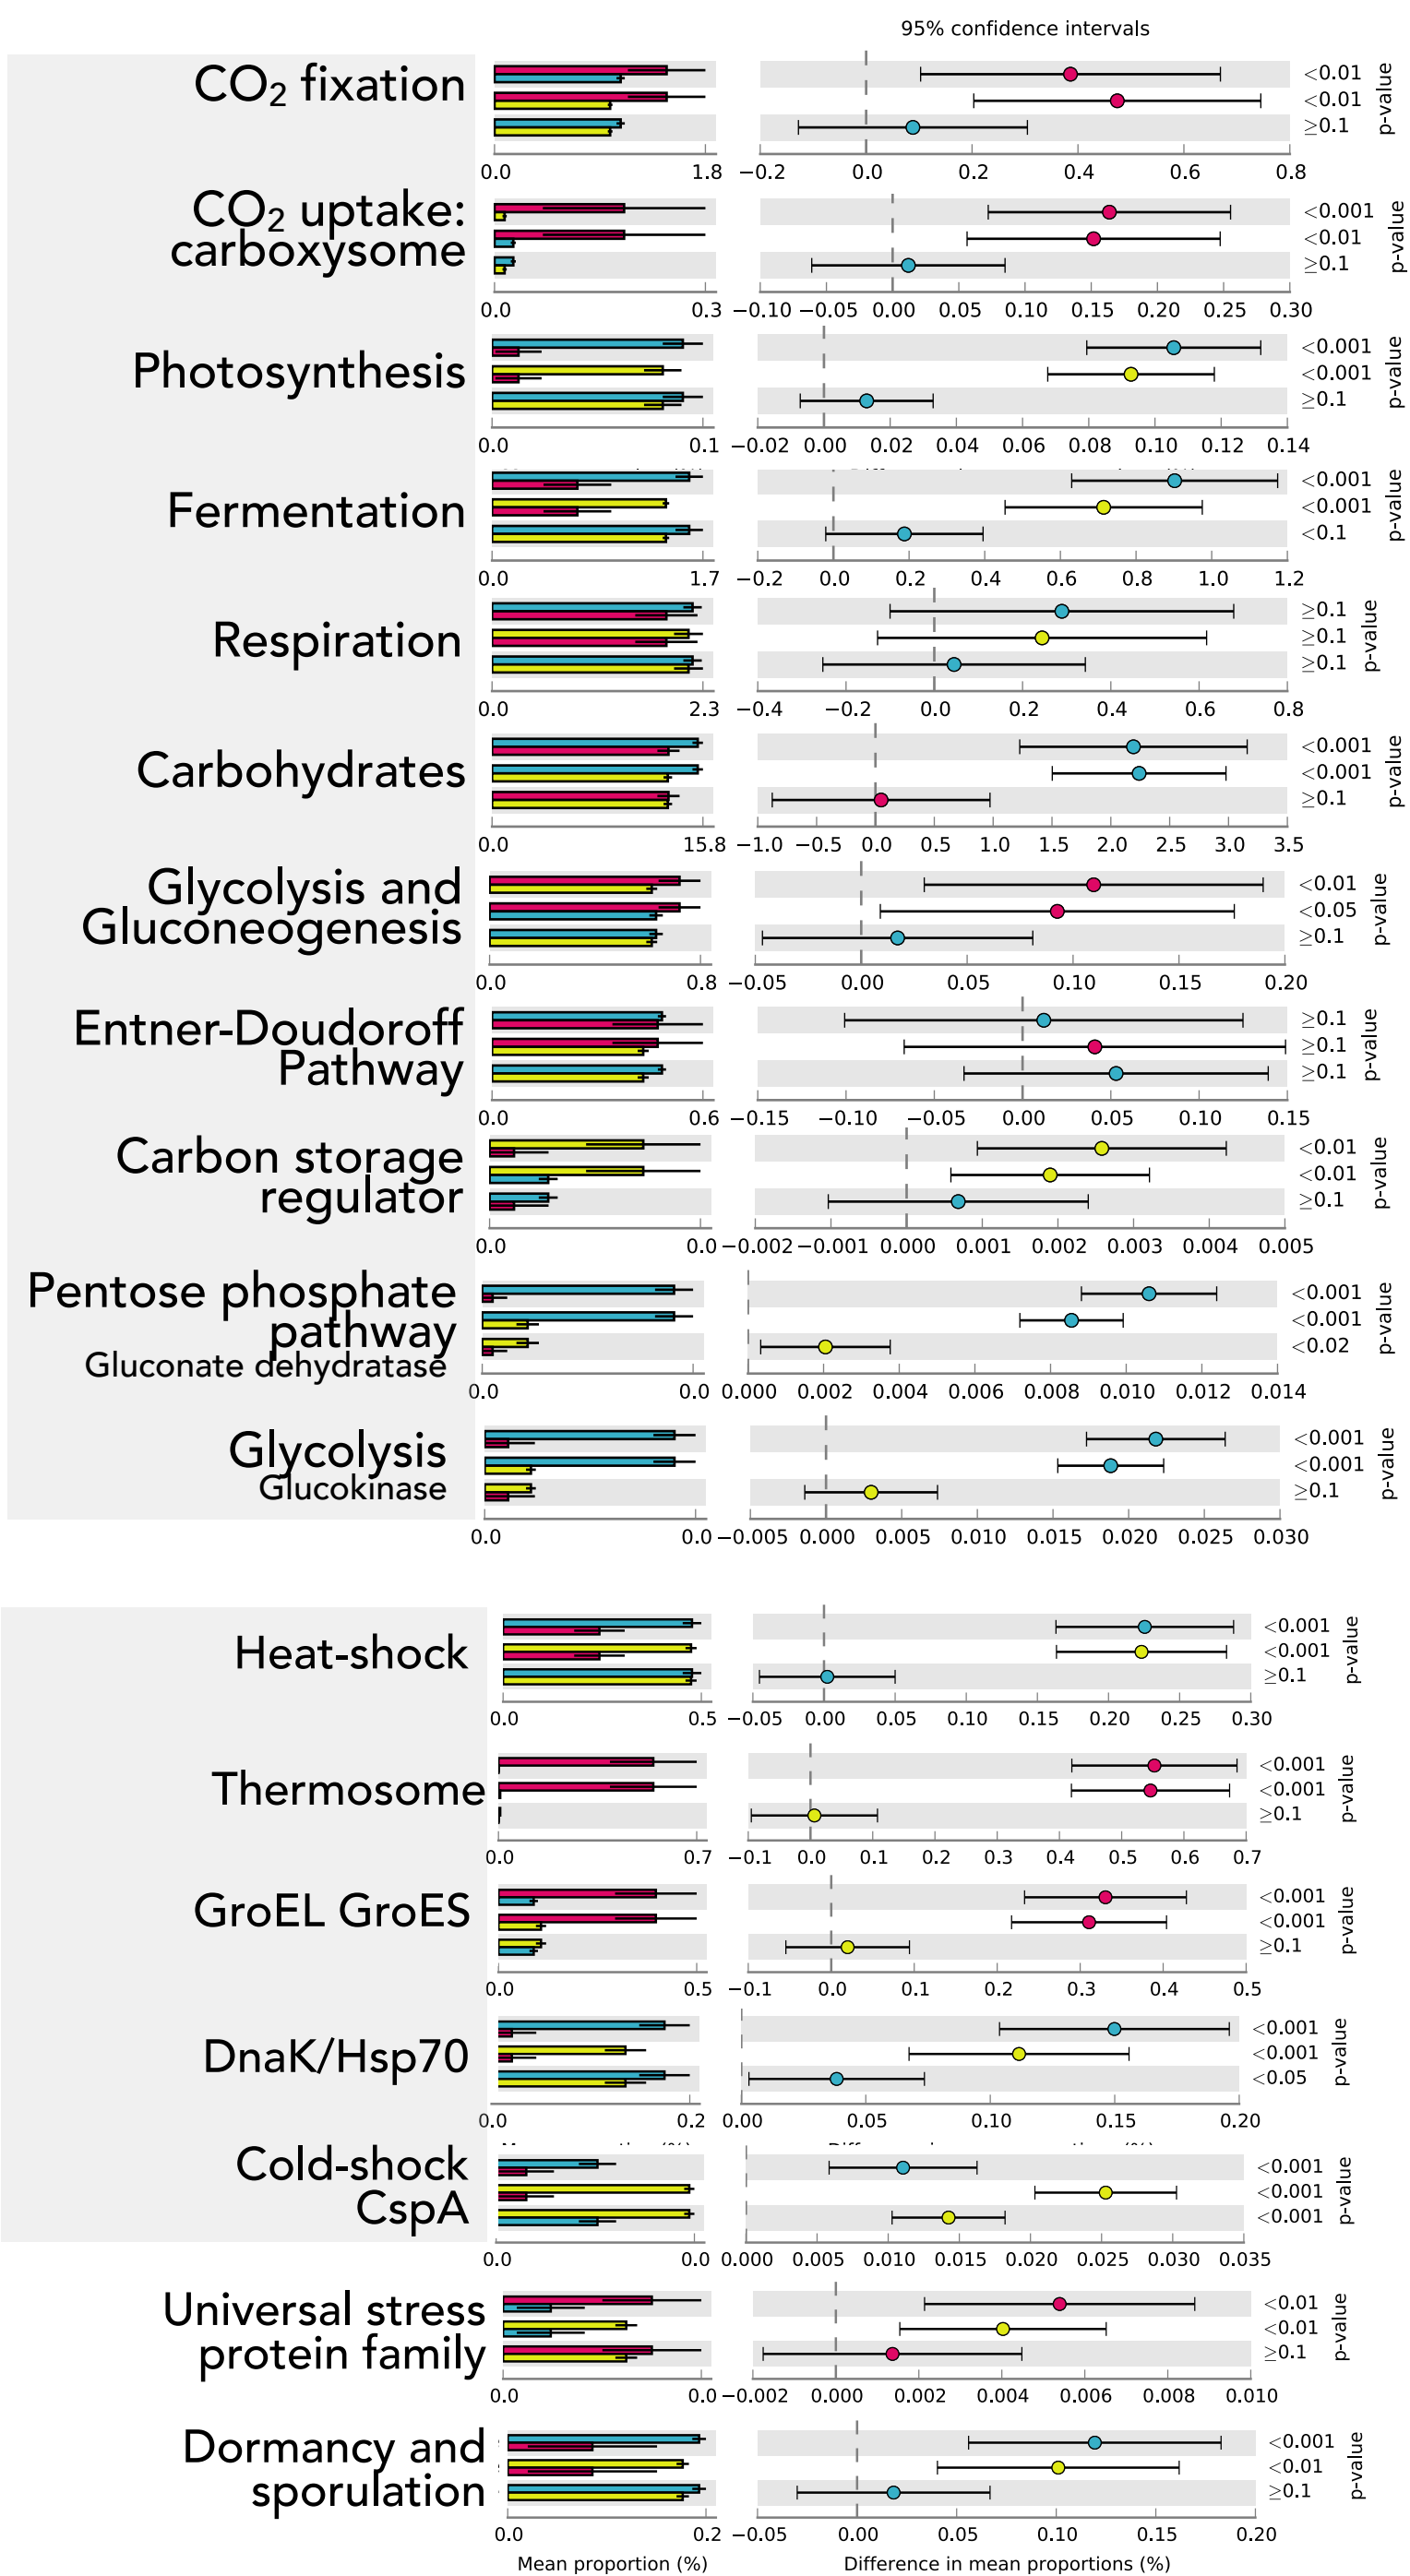 95% confidence intervals
CO2 fixation
<0.01
<0.01
≥0.1
p-value
0.0 1.8 −0.2 0.0 0.2 0.4 0.6 0.8
CO2 uptake:
carboxysome
<0.001
<0.01
≥0.1
p-value
0.0 0.3 −0.10 −0.05 0.00 0.05 0.10 0.15 0.20 0.25 0.30
Photosynthesis
<0.001
<0.001
≥0.1
p-value
0.0 0.1 −0.02 0.00 0.02 0.04 0.06 0.08 0.10 0.12 0.14
Fermentation
<0.001
<0.001
<0.1
p-value
0.0 1.7 −0.2 0.0 0.2 0.4 0.6 0.8 1.0 1.2
Respiration
≥0.1
≥0.1
≥0.1
p-value
0.0 2.3 −0.4 −0.2 0.0 0.2 0.4 0.6 0.8
Carbohydrates
<0.001
<0.001
≥0.1
p-value
0.0 15.8 −1.0 −0.5 0.0 0.5 1.0 1.5 2.0 2.5 3.0 3.5
Glycolysis and
Gluconeogenesis
<0.01
<0.05
≥0.1
p-value
0.0 0.8 −0.05 0.00 0.05 0.10 0.15 0.20
Entner-Doudoroff
Pathway
≥0.1
≥0.1
≥0.1
p-value
0.0 0.6 −0.15 −0.10 −0.05 0.00 0.05 0.10 0.15
Carbon storage
regulator
<0.01
<0.01
≥0.1
p-value
0.0 0.0 −0.002 −0.001 0.000 0.001 0.002 0.003 0.004 0.005
Pentose phosphate
pathway
Gluconate dehydratase
<0.001
<0.001
<0.02
p-value
0.0 0.0 0.000 0.002 0.004 0.006 0.008 0.010 0.012 0.014
Glycolysis
Glucokinase
<0.001
<0.001
≥0.1
p-value
0.0 0.0 −0.005 0.000 0.005 0.010 0.015 0.020 0.025 0.030
Heat-shock
<0.001
<0.001
≥0.1
p-value
0.0 0.5 −0.05 0.00 0.05 0.10 0.15 0.20 0.25 0.30
Thermosome
<0.001
<0.001
≥0.1
p-value
0.0 0.7 −0.1 0.0 0.1 0.2 0.3 0.4 0.5 0.6 0.7
GroEL GroES
<0.001
<0.001
≥0.1
p-value
0.0 0.5 −0.1 0.0 0.1 0.2 0.3 0.4 0.5
DnaK/Hsp70
<0.001
<0.001
<0.05
p-value
0.0 0.2 0.00 0.05 0.10 0.15 0.20
Cold-shock
CspA
<0.001
<0.001
<0.001
p-value
0.0 0.0 0.000 0.005 0.010 0.015 0.020 0.025 0.030 0.035
Universal stress
protein family
<0.01
<0.01
≥0.1
p-value
0.0 0.0 −0.002 0.000 0.002 0.004 0.006 0.008 0.010
Dormancy and
sporulation
<0.001
<0.01
≥0.1
p-value
0.0 0.2 −0.05 0.00 0.05 0.10 0.15 0.20
Mean proportion (%) Difference in mean proportions (%)